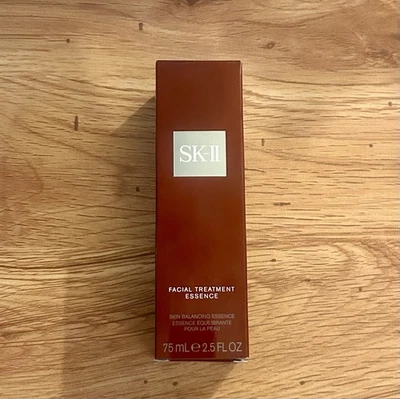 SK-II
FACIAL TREATMENT
ESSENCE
SKIN BALANCING ESSENCE
ESSENCE ÉQUILIBRANTE
POUR LA PEAU
75 mL ℮ 2.5 FL OZ